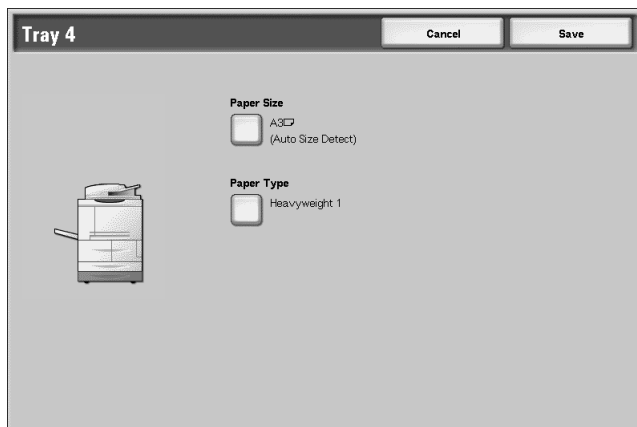 Tray 4
Cancel
Save
Paper Size
A3
(Auto Size Detect)
Paper Type
Heavyweight 1